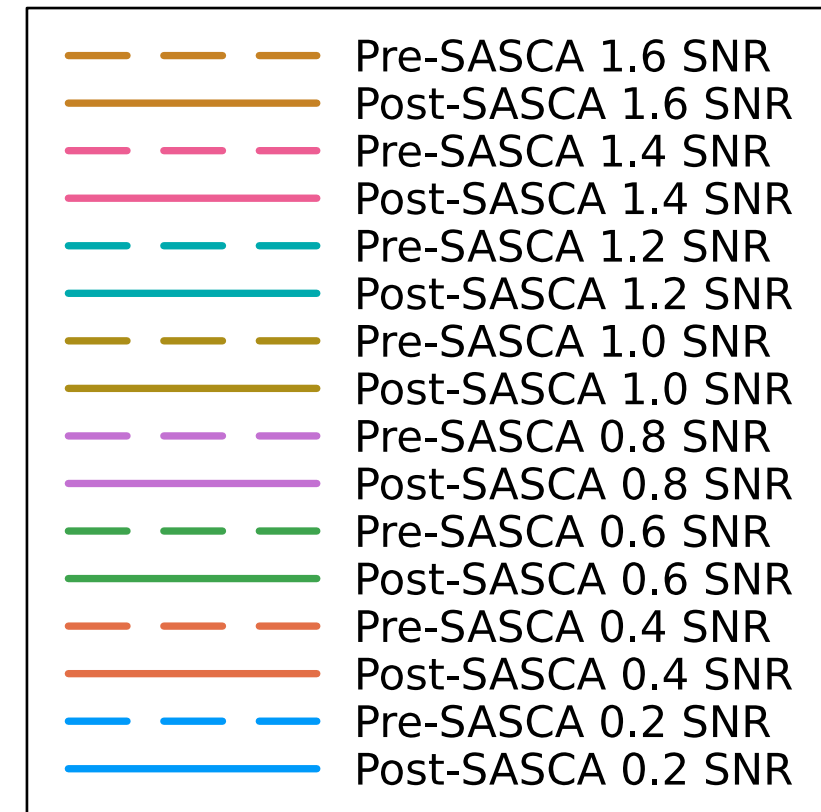 Pre-SASCA 1.6 SNR
Post-SASCA 1.6 SNR
Pre-SASCA 1.4 SNR
Post-SASCA 1.4 SNR
Pre-SASCA 1.2 SNR
Post-SASCA 1.2 SNR
Pre-SASCA 1.0 SNR
Post-SASCA 1.0 SNR
Pre-SASCA 0.8 SNR
Post-SASCA 0.8 SNR
Pre-SASCA 0.6 SNR
Post-SASCA 0.6 SNR
Pre-SASCA 0.4 SNR
Post-SASCA 0.4 SNR
Pre-SASCA 0.2 SNR
Post-SASCA 0.2 SNR